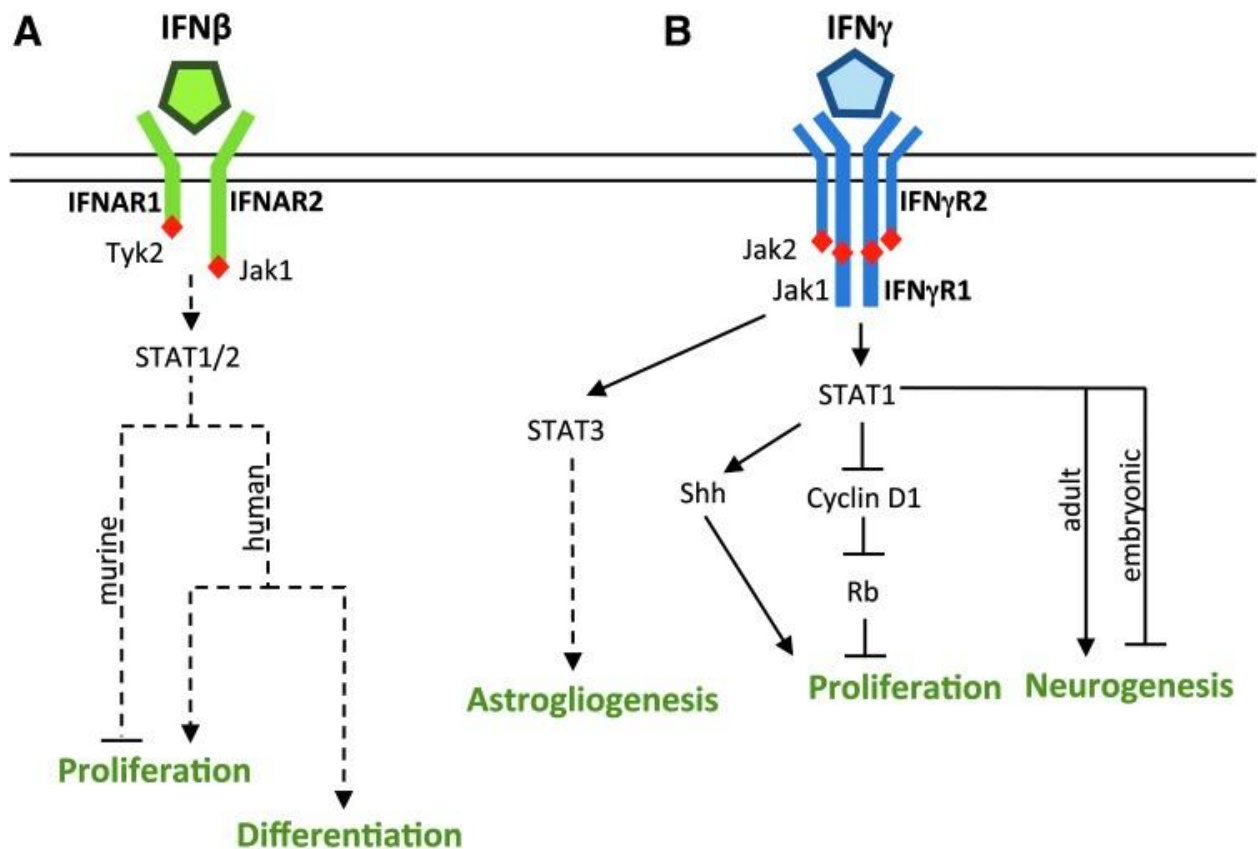 A
IFNβ
IFNAR1
IFNAR2
Tyk2
Jak1
STAT1/2
murine
human
Proliferation
Differentiation
B
IFNγ
IFNγR2
Jak2
Jak1
IFNγR1
STAT3
STAT1
Shh
Cyclin D1
Rb
adult
embryonic
Astrogliogenesis
Proliferation
Neurogenesis